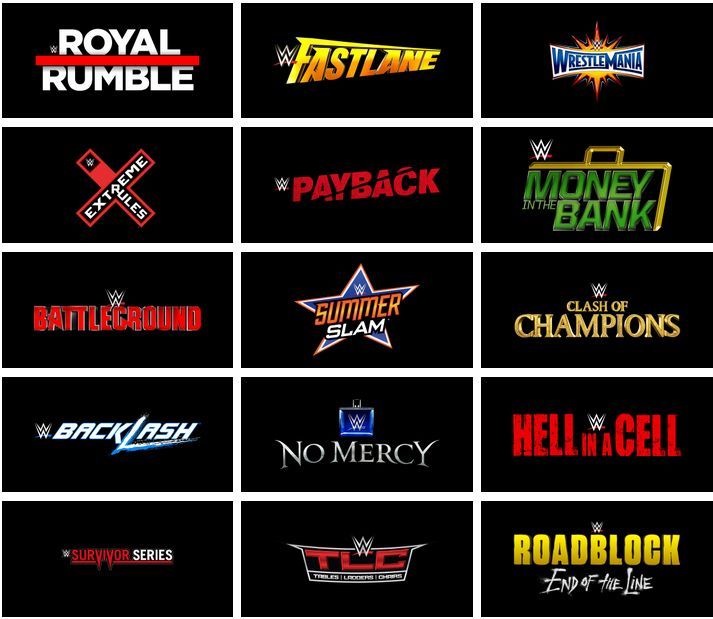 W
ROYAL
RUMBLE
W
FASTLANE
W
WRESTLEMANIA
W
EXTREME
RULES
W
PAYBACK
W
MONEY
IN THE
BANK
W
BATTLEGROUND
W
SUMMER
SLAM
W
CLASH OF
CHAMPIONS
W
BACKLASH
W
NO MERCY
W
HELL IN A CELL
W
SURVIVOR SERIES
W
TLC
TABLES | LADDERS | CHAIRS
W
ROADBLOCK
END OF THE LINE